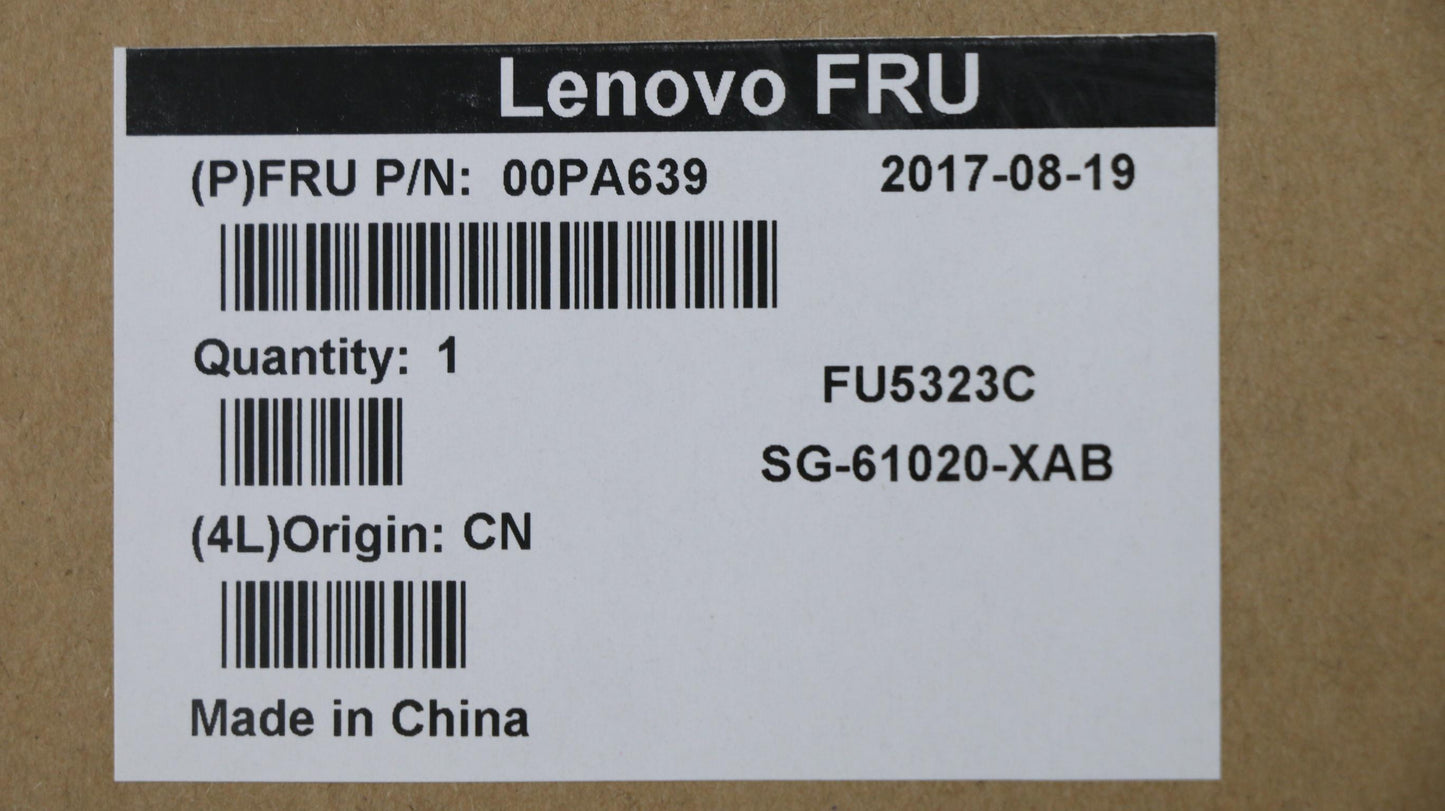 Lenovo FRU
(P)FRU P/N: 00PA639 2017-08-19
Quantity: 1
FU5323C
SG-61020-XAB
(4L)Origin: CN
Made in China